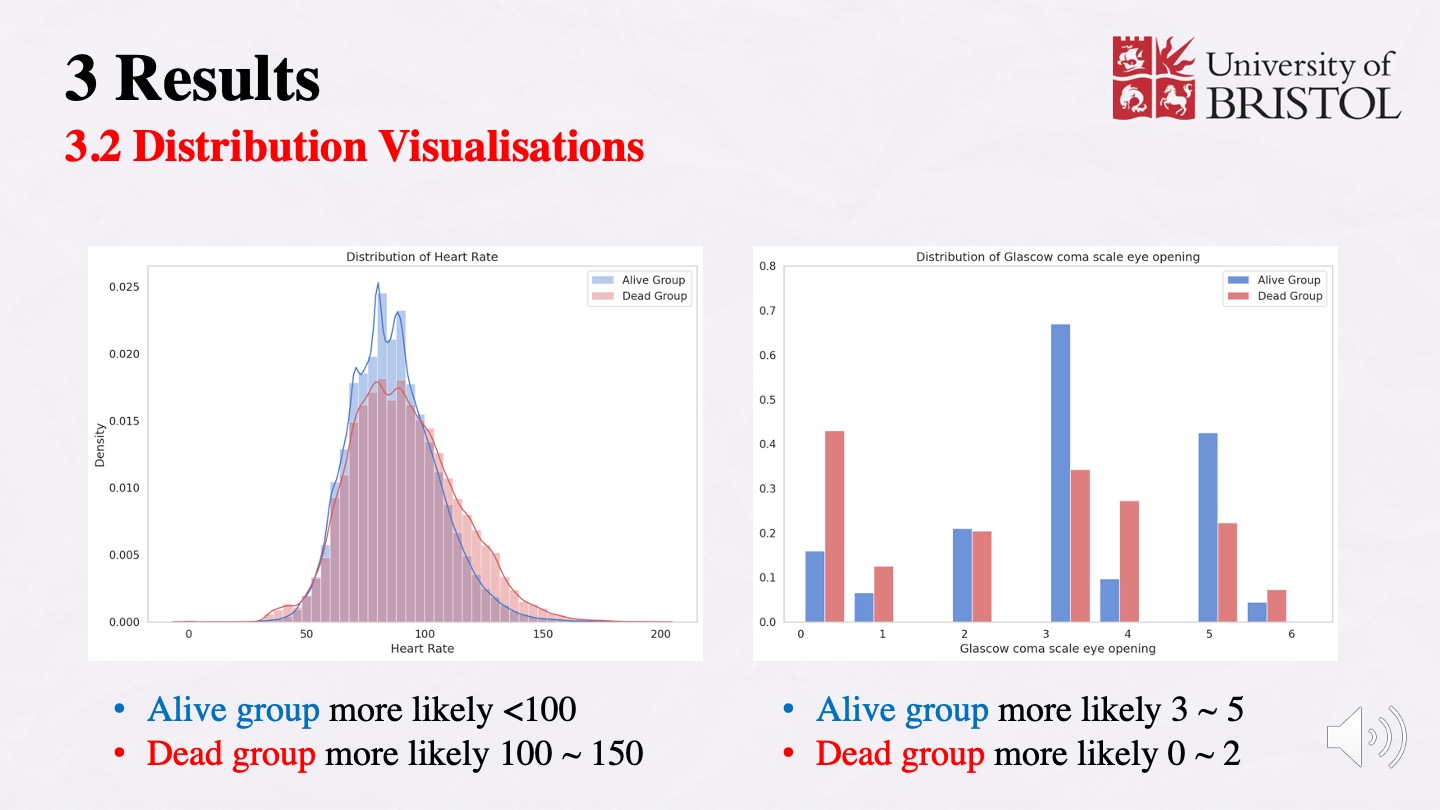 3 Results
3.2 Distribution Visualisations
University of
BRISTOL
Distribution of Heart Rate
Alive Group
Dead Group
0.025
0.020
0.015
0.010
0.005
0.000
Density
0 50 100 150 200
Heart Rate
Distribution of Glascow coma scale eye opening
Alive Group
Dead Group
0.8
0.7
0.6
0.5
0.4
0.3
0.2
0.1
0.0
0 1 2 3 4 5 6
Glascow coma scale eye opening
• Alive group more likely <100
• Dead group more likely 100 ~ 150
• Alive group more likely 3 ~ 5
• Dead group more likely 0 ~ 2